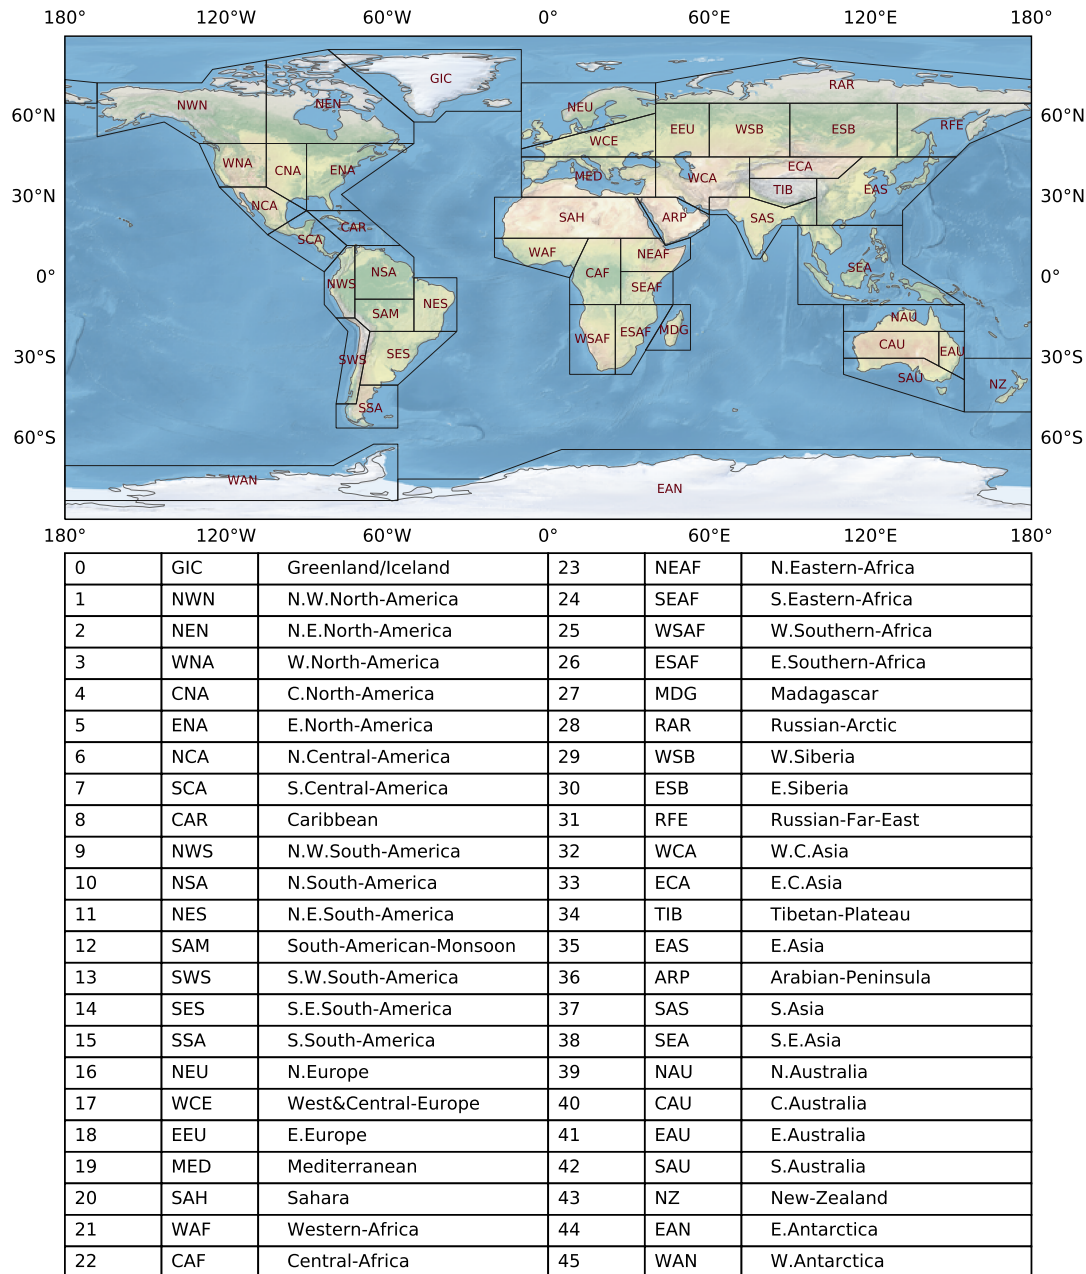 180° 120°W 60°W 0° 60°E 120°E 180°
GIC
RAR
NWN NEN NEU
60°N RFE 60°N
WCE EEU WSB ESB
WNA CNA ENA ECA
MED WCA TIB EAS
30°N 30°N
NCA SAH ARP SAS
CAR
SCA WAF NEAF
0° NWS NSA CAF SEA 0°
SEAF
NES
SAM NAU
WSAF ESAF MDG
CAU EAU
30°S SWS SES 30°S
SAU NZ
SSA
60°S 60°S
WAN EAN
180° 120°W 60°W 0° 60°E 120°E 180°
0 GIC Greenland/Iceland 23 NEAF N.Eastern-Africa
1 NWN N.W.North-America 24 SEAF S.Eastern-Africa
2 NEN N.E.North-America 25 WSAF W.Southern-Africa
3 WNA W.North-America 26 ESAF E.Southern-Africa
4 CNA C.North-America 27 MDG Madagascar
5 ENA E.North-America 28 RAR Russian-Arctic
6 NCA N.Central-America 29 WSB W.Siberia
7 SCA S.Central-America 30 ESB E.Siberia
8 CAR Caribbean 31 RFE Russian-Far-East
9 NWS N.W.South-America 32 WCA W.C.Asia
10 NSA N.South-America 33 ECA E.C.Asia
11 NES N.E.South-America 34 TIB Tibetan-Plateau
12 SAM South-American-Monsoon 35 EAS E.Asia
13 SWS S.W.South-America 36 ARP Arabian-Peninsula
14 SES S.E.South-America 37 SAS S.Asia
15 SSA S.South-America 38 SEA S.E.Asia
16 NEU N.Europe 39 NAU N.Australia
17 WCE West&Central-Europe 40 CAU C.Australia
18 EEU E.Europe 41 EAU E.Australia
19 MED Mediterranean 42 SAU S.Australia
20 SAH Sahara 43 NZ New-Zealand
21 WAF Western-Africa 44 EAN E.Antarctica
22 CAF Central-Africa 45 WAN W.Antarctica